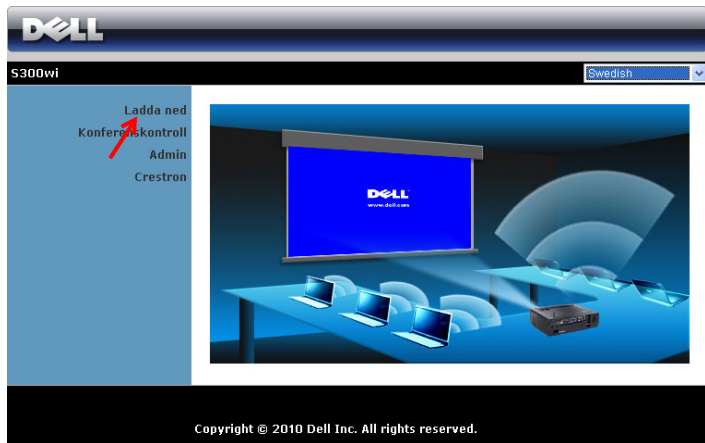 DELL
S300wi
Swedish
Ladda ned
Konferenskontroll
Admin
Crestron
DELL
www.dell.com
Copyright © 2010 Dell Inc. All rights reserved.